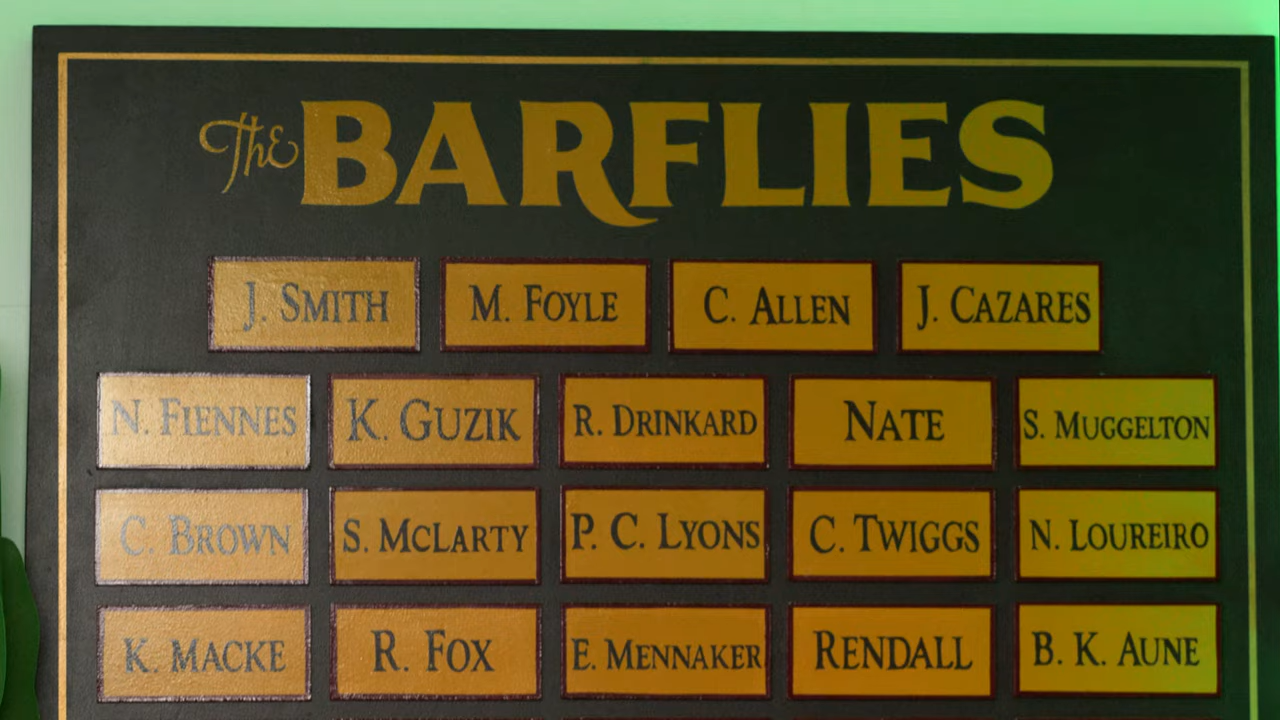 The BARFLIES
J. SMITH M. FOYLE C. ALLEN J. CAZARES
N. FIENNES K. GUZIK R. DRINKARD NATE S. MUGGELTON
C. BROWN S. MCLARTY P. C. LYONS C. TWIGGS N. LOUREIRO
K. MACKE R. FOX E. MENNAKER RENDALL B. K. AUNE